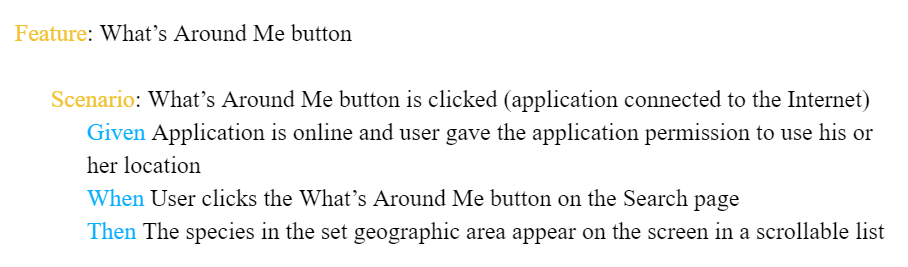 Feature: What’s Around Me button
Scenario: What’s Around Me button is clicked (application connected to the Internet)
Given Application is online and user gave the application permission to use his or
her location
When User clicks the What’s Around Me button on the Search page
Then The species in the set geographic area appear on the screen in a scrollable list